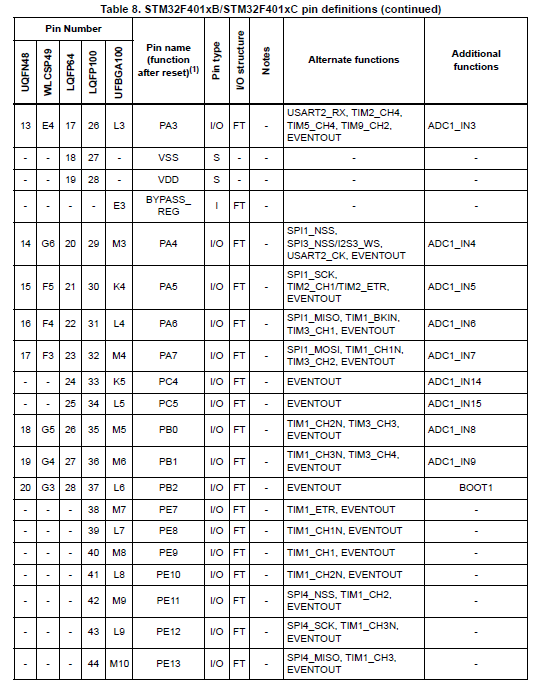 Table 8. STM32F401xB/STM32F401xC pin definitions (continued)
Pin Number
UQFN48 WLCSP49 LQFP64 LQFP100 UFBGA100 Pin name (function after reset)(1) Pin type I/O structure Notes Alternate functions Additional functions
13 E4 17 26 L3 PA3 I/O FT - USART2_RX, TIM2_CH4, TIM5_CH4, TIM9_CH2, EVENTOUT ADC1_IN3
- - 18 27 - VSS S - - - -
- - 19 28 - VDD S - - - -
- - - - E3 BYPASS_REG I FT - - -
14 G6 20 29 M3 PA4 I/O FT - SPI1_NSS, SPI3_NSS/I2S3_WS, USART2_CK, EVENTOUT ADC1_IN4
15 F5 21 30 K4 PA5 I/O FT - SPI1_SCK, TIM2_CH1/TIM2_ETR, EVENTOUT ADC1_IN5
16 F4 22 31 L4 PA6 I/O FT - SPI1_MISO, TIM1_BKIN, TIM3_CH1, EVENTOUT ADC1_IN6
17 F3 23 32 M4 PA7 I/O FT - SPI1_MOSI, TIM1_CH1N, TIM3_CH2, EVENTOUT ADC1_IN7
- - 24 33 K5 PC4 I/O FT - EVENTOUT ADC1_IN14
- - 25 34 L5 PC5 I/O FT - EVENTOUT ADC1_IN15
18 G5 26 35 M5 PB0 I/O FT - TIM1_CH2N, TIM3_CH3, EVENTOUT ADC1_IN8
19 G4 27 36 M6 PB1 I/O FT - TIM1_CH3N, TIM3_CH4, EVENTOUT ADC1_IN9
20 G3 28 37 L6 PB2 I/O FT - EVENTOUT BOOT1
- - - 38 M7 PE7 I/O FT - TIM1_ETR, EVENTOUT -
- - - 39 L7 PE8 I/O FT - TIM1_CH1N, EVENTOUT -
- - - 40 M8 PE9 I/O FT - TIM1_CH1, EVENTOUT -
- - - 41 L8 PE10 I/O FT - TIM1_CH2N, EVENTOUT -
- - - 42 M9 PE11 I/O FT - SPI4_NSS, TIM1_CH2, EVENTOUT -
- - - 43 L9 PE12 I/O FT - SPI4_SCK, TIM1_CH3N, EVENTOUT -
- - - 44 M10 PE13 I/O FT - SPI4_MISO, TIM1_CH3, EVENTOUT -